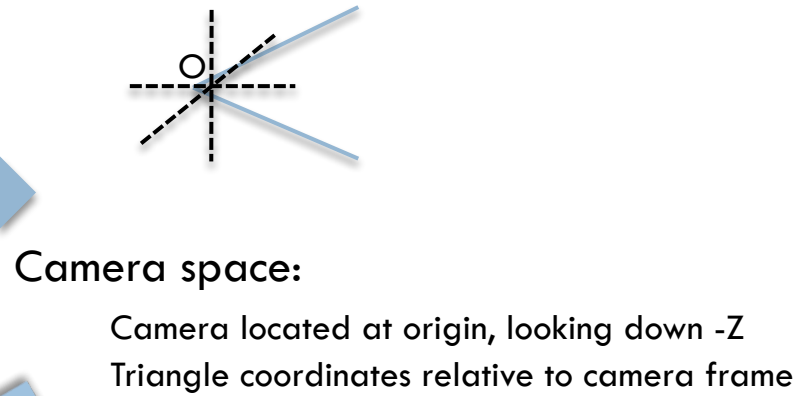 O
Camera space:
Camera located at origin, looking down -Z
Triangle coordinates relative to camera frame